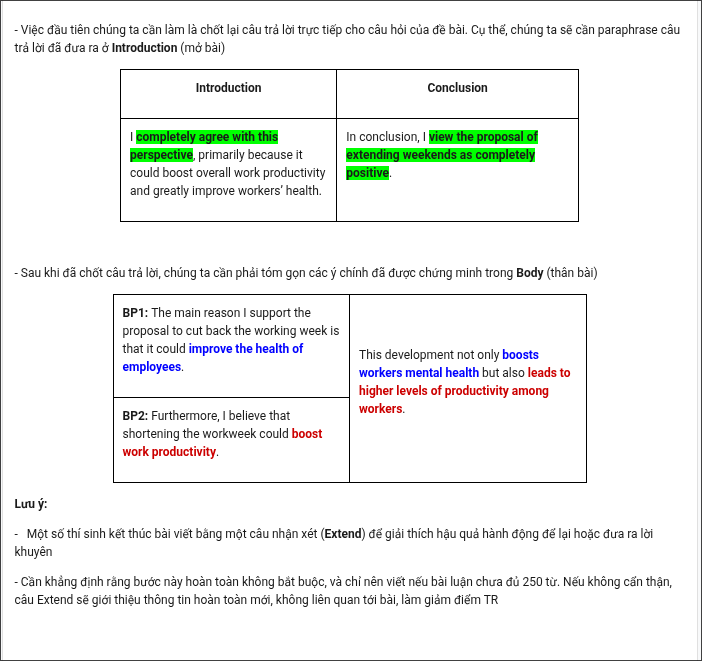 - Việc đầu tiên chúng ta cần làm là chốt lại câu trả lời trực tiếp cho câu hỏi của đề bài. Cụ thể, chúng ta sẽ cần paraphrase câu
trả lời đã đưa ra ở Introduction (mở bài)
Introduction
Conclusion
I completely agree with this
perspective, primarily because it
could boost overall work productivity
and greatly improve workers’ health.
In conclusion, I view the proposal of
extending weekends as completely
positive.
- Sau khi đã chốt câu trả lời, chúng ta cần phải tóm gọn các ý chính đã được chứng minh trong Body (thân bài)
BP1: The main reason I support the
proposal to cut back the working week is
that it could improve the health of
employees.
BP2: Furthermore, I believe that
shortening the workweek could boost
work productivity.
This development not only boosts
workers mental health but also leads to
higher levels of productivity among
workers.
Lưu ý:
- Một số thí sinh kết thúc bài viết bằng một câu nhận xét (Extend) để giải thích hậu quả hành động để lại hoặc đưa ra lời
khuyên
- Cần khẳng định rằng bước này hoàn toàn không bắt buộc, và chỉ nên viết nếu bài luận chưa đủ 250 từ. Nếu không cẩn thận,
câu Extend sẽ giới thiệu thông tin hoàn toàn mới, không liên quan tới bài, làm giảm điểm TR